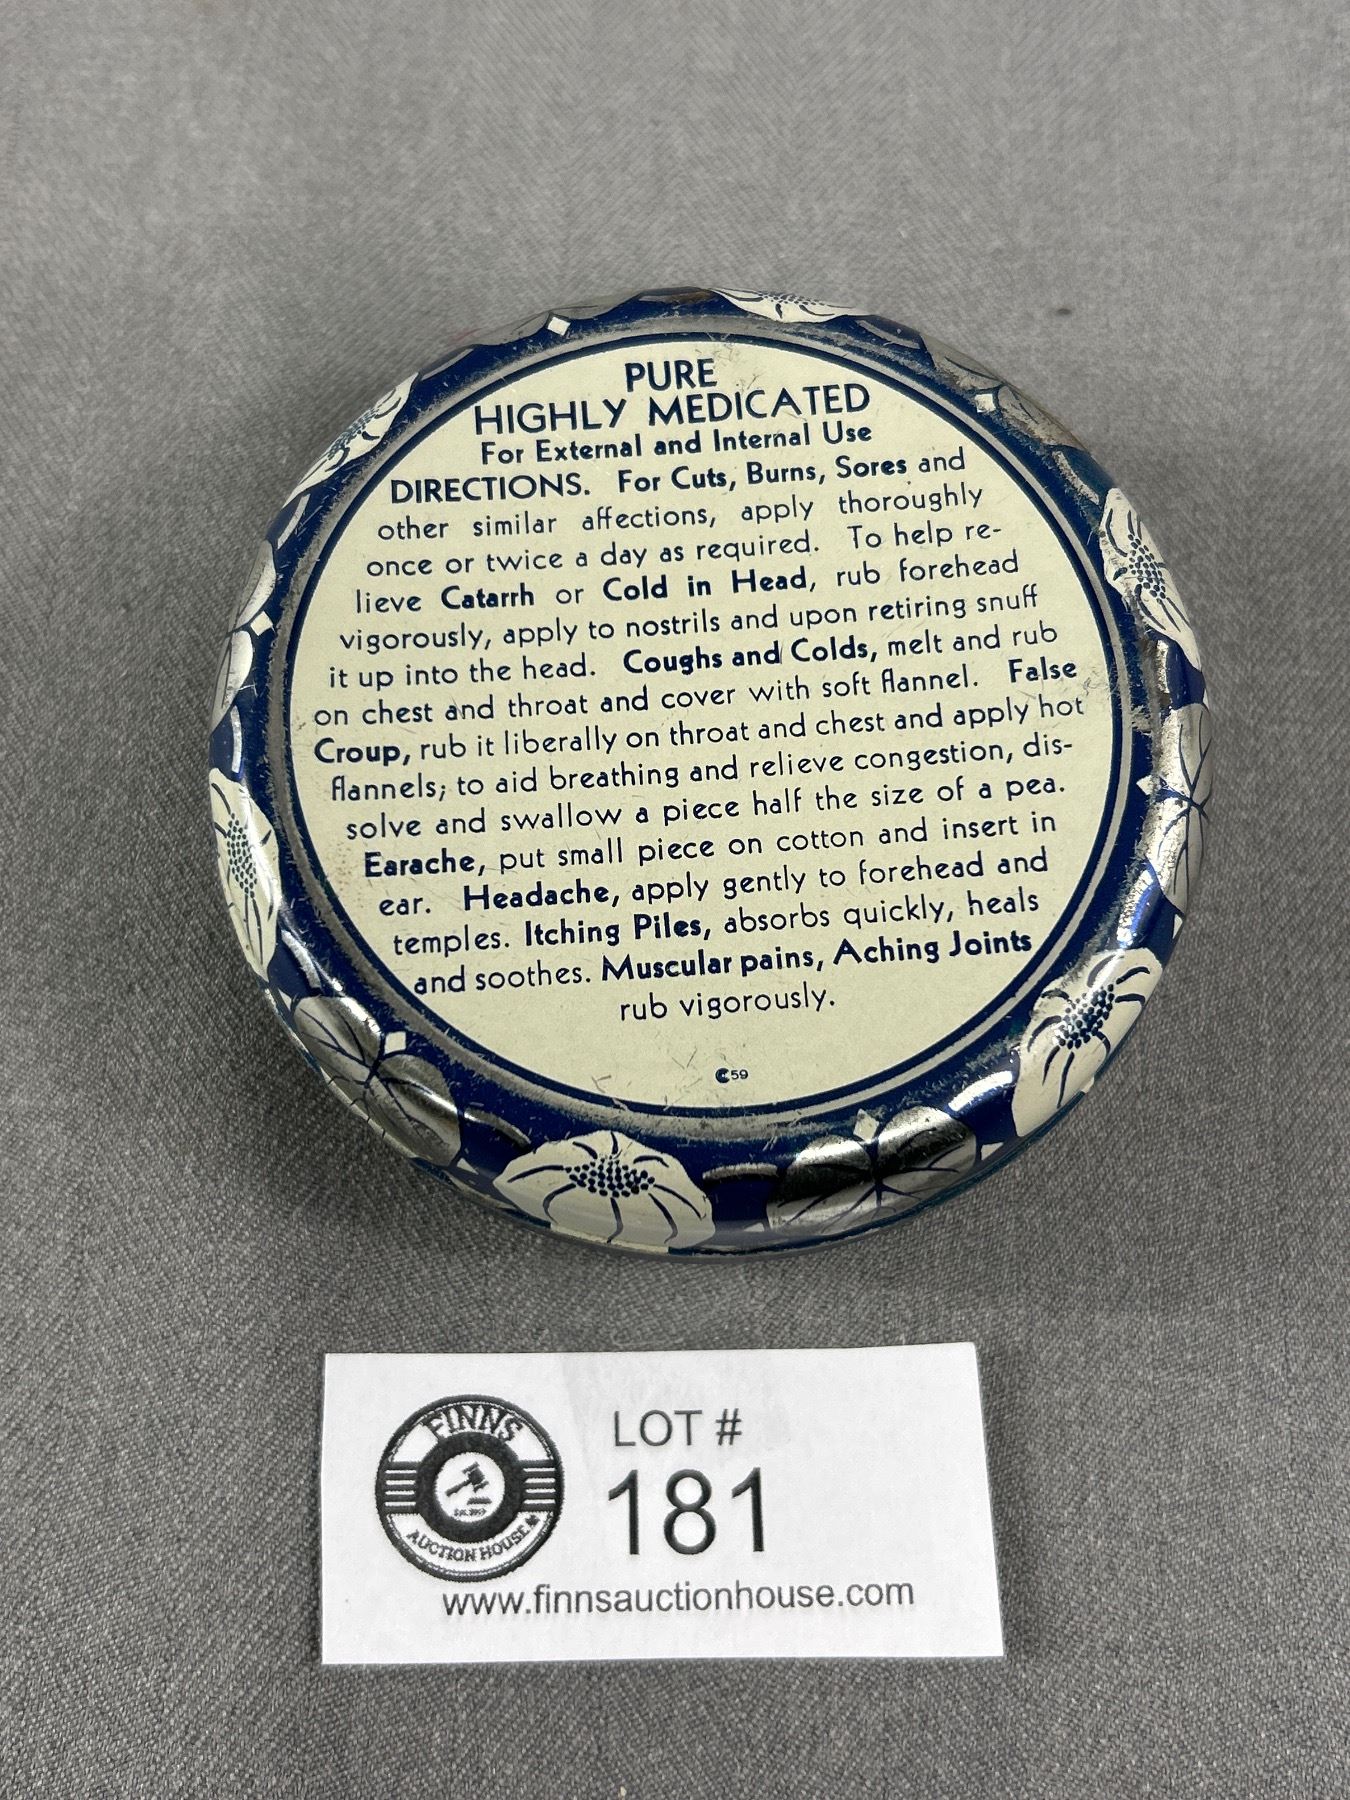 PURE
HIGHLY MEDICATED
For External and Internal Use
DIRECTIONS. For Cuts, Burns, Sores and
other similar affections, apply thoroughly
once or twice a day as required. To help re-
lieve Catarrh or Cold in Head, rub forehead
vigorously, apply to nostrils and upon retiring snuff
it up into the head. Coughs and Colds, melt and rub
on chest and throat and cover with soft flannel. False
Croup, rub it liberally on throat and chest and apply hot
flannels; to aid breathing and relieve congestion, dis-
solve and swallow a piece half the size of a pea.
Earache, put small piece on cotton and insert in
ear. Headache, apply gently to forehead and
temples. Itching Piles, absorbs quickly, heals
and soothes. Muscular pains, Aching Joints
rub vigorously.
59
FINNS
AUCTION HOUSE
LOT #
181
www.finnsauctionhouse.com